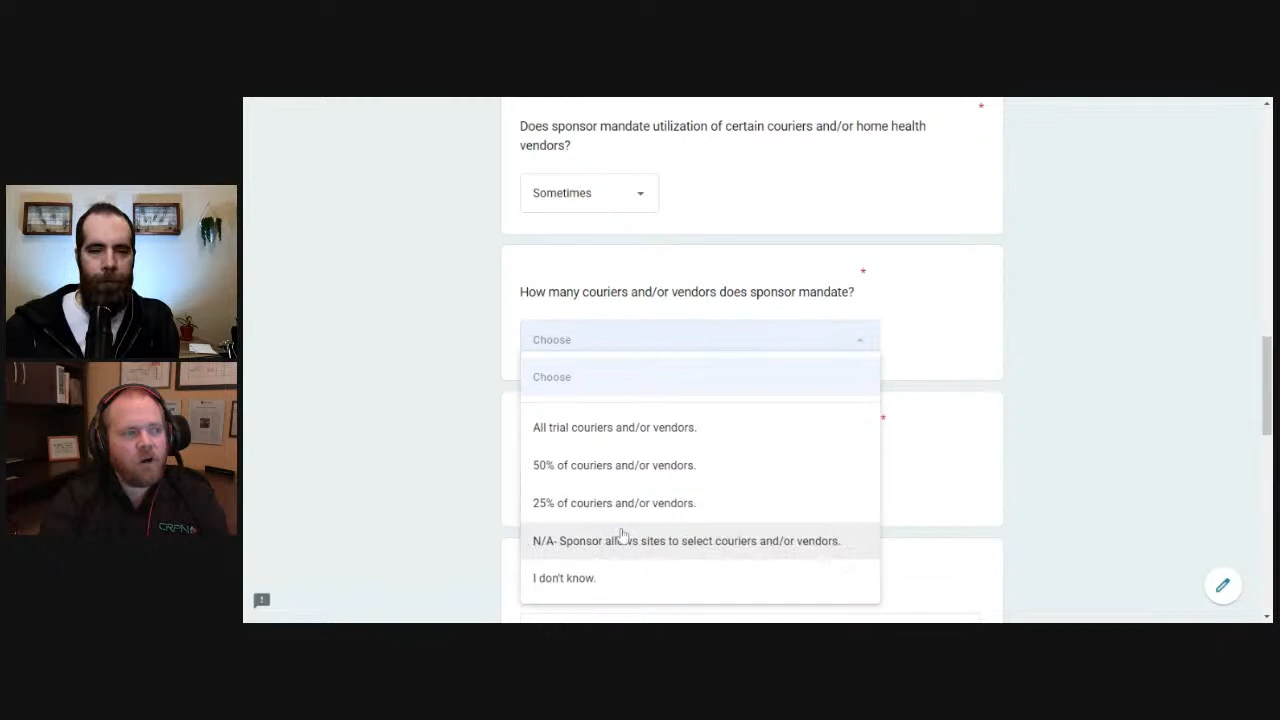 *
Does sponsor mandate utilization of certain couriers and/or home health
vendors?
Sometimes
*
How many couriers and/or vendors does sponsor mandate?
Choose
Choose
*
All trial couriers and/or vendors.
50% of couriers and/or vendors.
25% of couriers and/or vendors.
N/A- Sponsor allows sites to select couriers and/or vendors.
I don't know.
CRPN